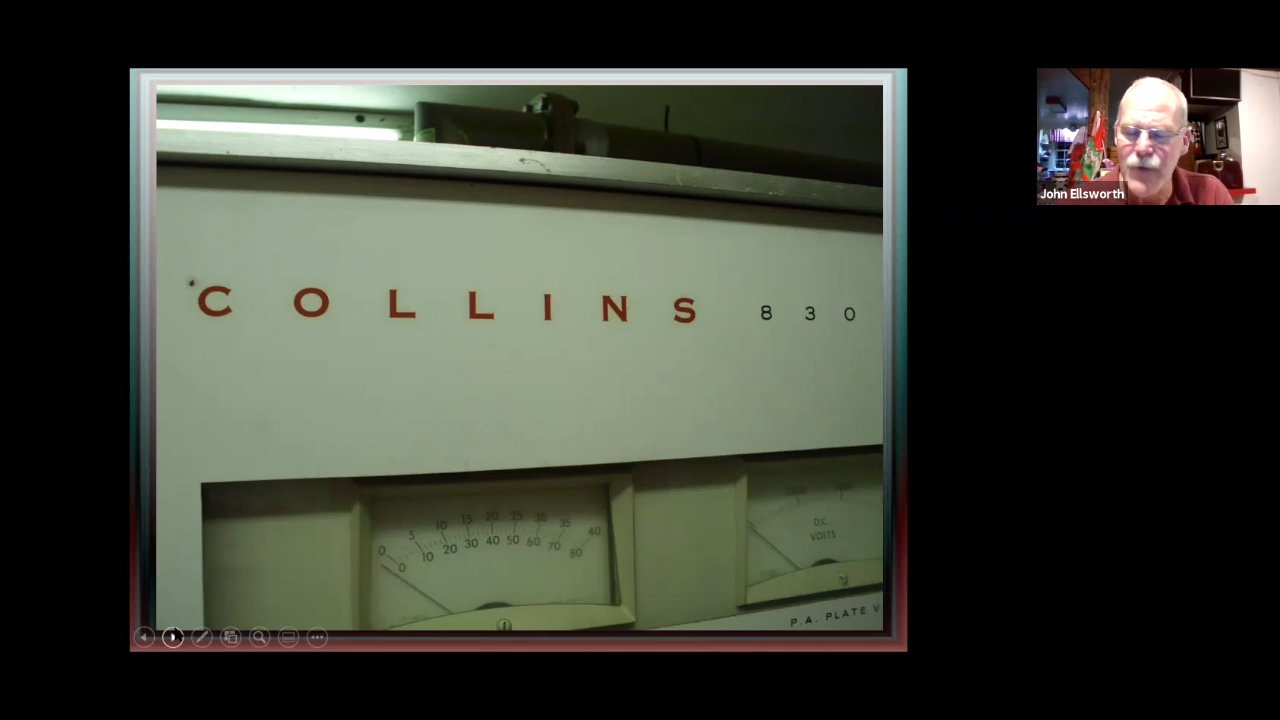 COLLINS 830
0 5 10 15 20 25 30 35 40
0 10 20 30 40 50 60 70 80
D.C.
VOLTS
P.A. PLATE V
John Ellsworth